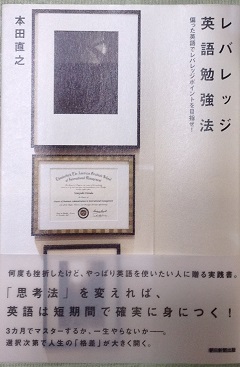 レバレッジ
英語勉強法
偏った英語でレバレッジポイントを目指せ！
本田直之
何度も挫折したけど、やっぱり英語を使いたい人に贈る実践書。
「思考法」を変えれば、
英語は短期間で確実に身につく！
3カ月でマスターするか、一生やらないか──。
選択次第で人生の「格差」が大きく開く。
朝日新聞出版